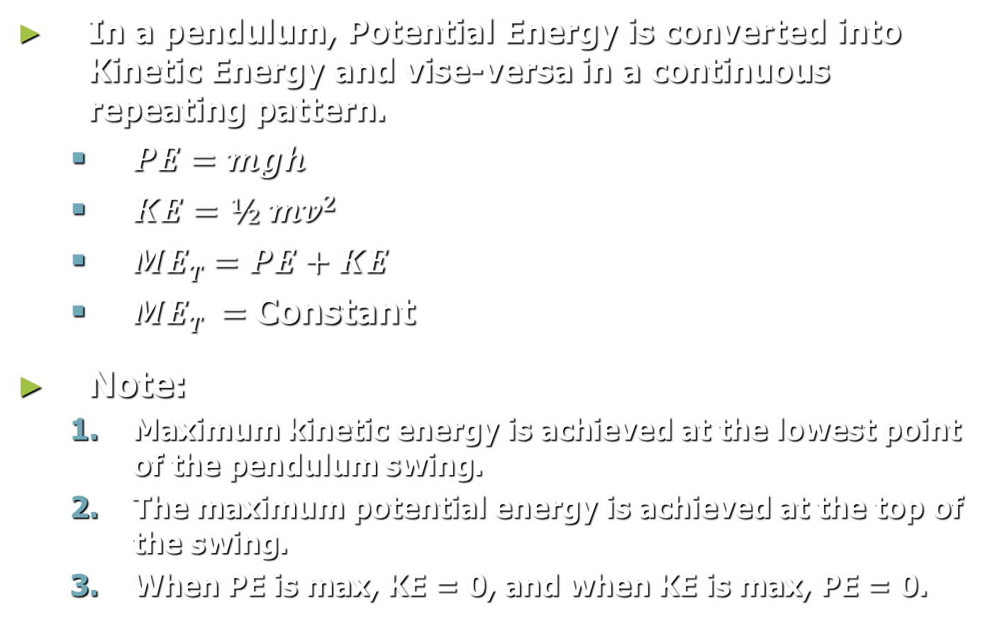 ► In a pendulum, Potential Energy is converted into
Kinetic Energy and vise-versa in a continuous
repeating pattern.
▪ PE = mgh
▪ KE = ½ mv²
▪ ME_T = PE + KE
▪ ME_T = Constant
► Note:
1. Maximum kinetic energy is achieved at the lowest point
of the pendulum swing.
2. The maximum potential energy is achieved at the top of
the swing.
3. When PE is max, KE = 0, and when KE is max, PE = 0.